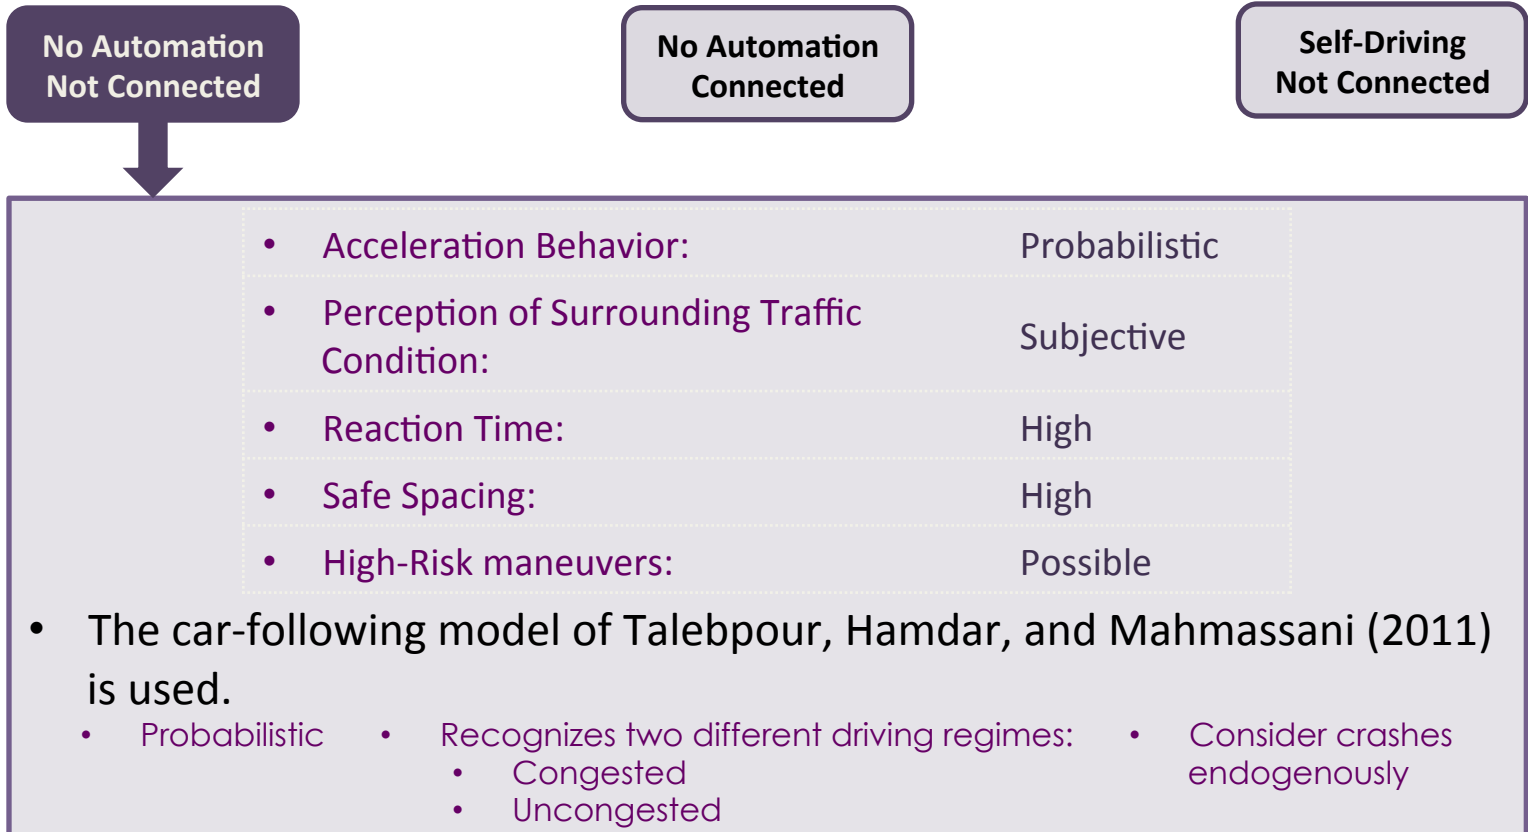 No Automation
Not Connected
No Automation
Connected
Self-Driving
Not Connected
• Acceleration Behavior: Probabilistic
• Perception of Surrounding Traffic
Condition: Subjective
• Reaction Time: High
• Safe Spacing: High
• High-Risk maneuvers: Possible
• The car-following model of Talebpour, Hamdar, and Mahmassani (2011)
is used.
• Probabilistic • Recognizes two different driving regimes: • Consider crashes
• Congested endogenously
• Uncongested